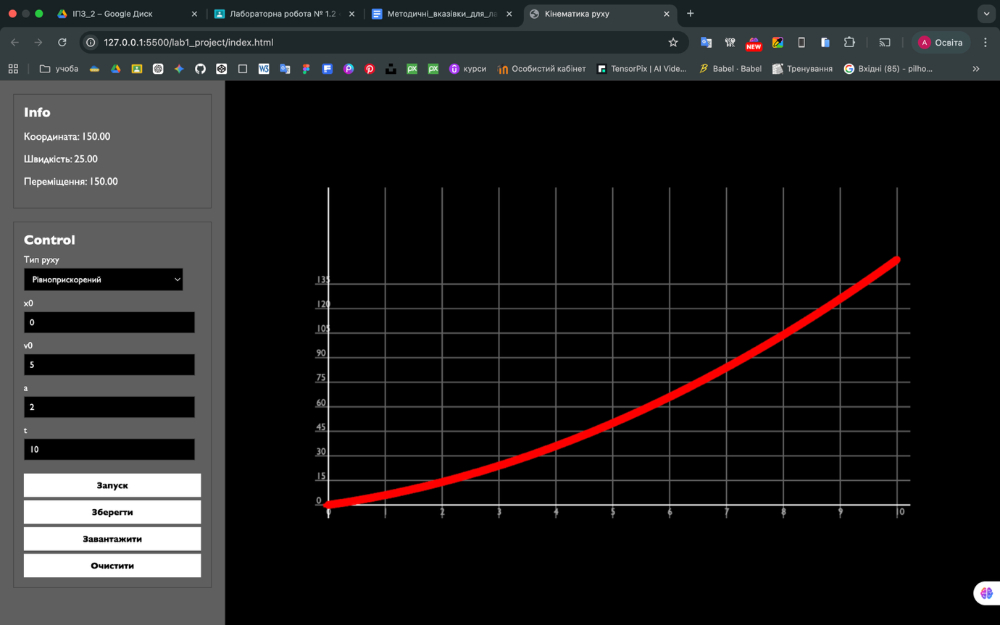 ІПЗ_2 – Google Диск
Лабораторна робота № 1.2
Методичні_вказівки_для_ла
Кінематика руху
127.0.0.1:5500/lab1_project/index.html
NEW
A Освіта
учоба
W3
PX
PX
курси
Особистий кабінет
TensorPix | AI Vide...
Babel · Babel
Тренування
Вхідні (85) - pilho...
Info
Координата: 150.00
Швидкість: 25.00
Переміщення: 150.00
Control
Тип руху
Рівноприскорений
x0
0
v0
5
a
2
t
10
Запуск
Зберегти
Завантажити
Очистити
135
120
105
90
75
60
45
30
15
0
0 1 2 3 4 5 6 7 8 9 10